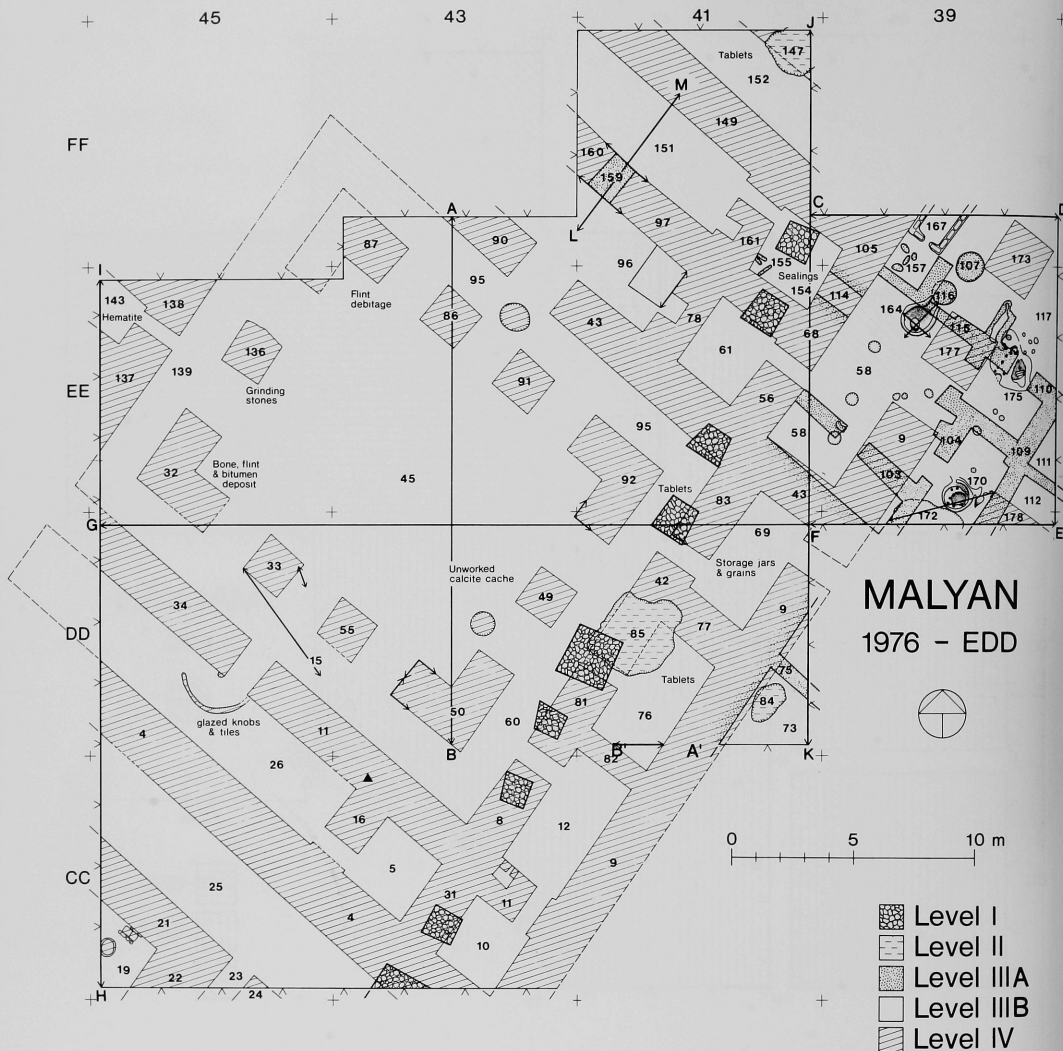 45 43 41 39
J
147
Tablets
152
M
149
FF
160
151
159
A
C
D
97
L
161
105
167
87
90
157
173
155
107
I
95
96
Sealings
154
114
116
143
138
Flint
debitage
164
117
Hematite
86
43
78
68
115
136
61
177
137
139
58
91
175
Grinding
stones
EE
56
110
95
58
9
104
32
Bone, flint
& bitumen
deposit
109
92
103
111
45
Tablets
83
43
170
112
G
172
178
69
F
E
33
Unworked
calcite cache
Storage jars
& grains
42
34
49
9
MALYAN
77
DD
55
85
1976 - EDD
15
75
Tablets
81
84
50
60
76
73
glazed knobs
& tiles
11
4
B
B'
A'
K
82
26
16
8
12
0 5 10 m
5
9
CC
31
25
11
4
Level I
21
10
Level II
19
22
23
24
Level IIIA
H
Level IIIB
Level IV